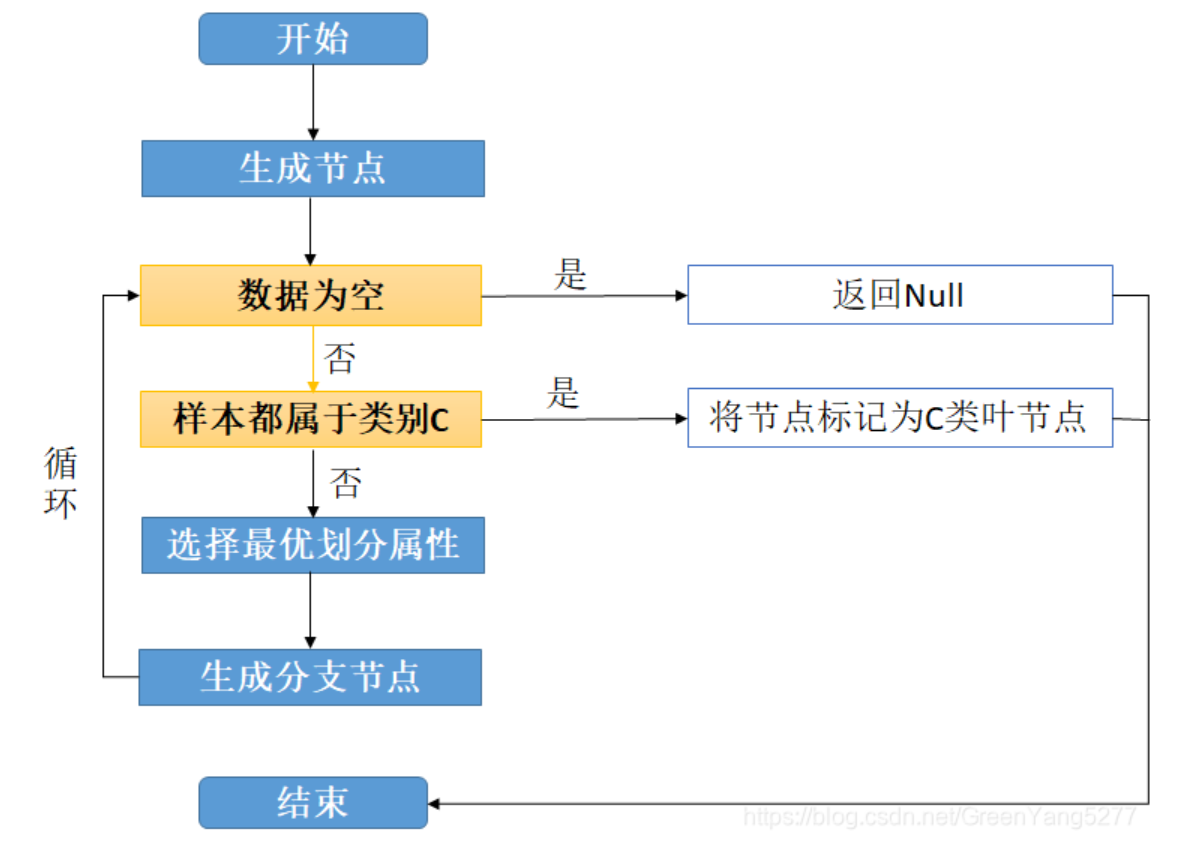 开始
生成节点
数据为空
是
返回Null
否
样本都属于类别C
是
将节点标记为C类叶节点
循
环
否
选择最优划分属性
生成分支节点
结束
https://blog.csdn.net/GreenYang5277